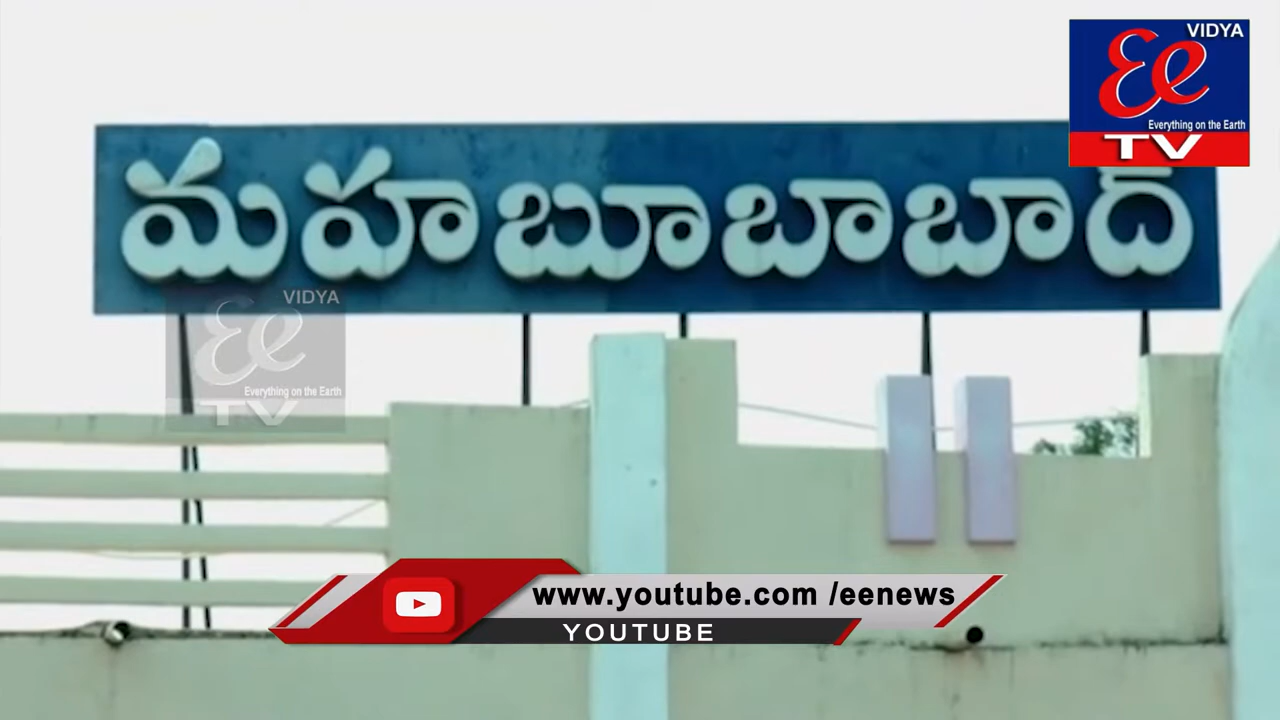 VIDYA
Ee
Everything on the Earth
TV
మహబూబాబాద్
VIDYA
Ee
Everything on the Earth
TV
www.youtube.com /eenews
YOUTUBE